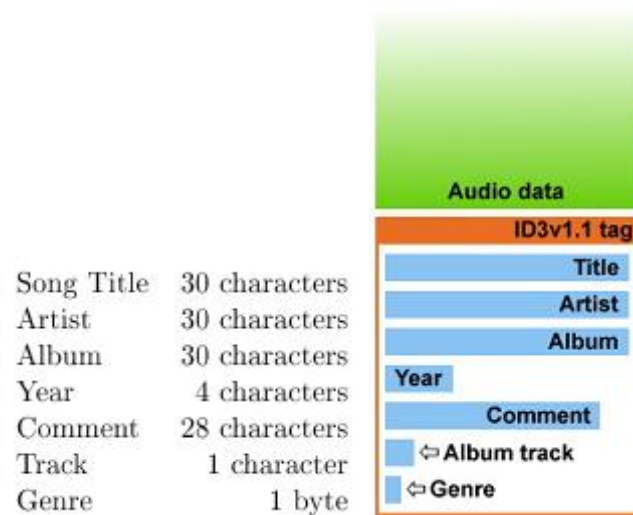 Audio data
ID3v1.1 tag
Song Title 30 characters
Artist 30 characters
Album 30 characters
Year 4 characters
Comment 28 characters
Track 1 character
Genre 1 byte
Title
Artist
Album
Year
Comment
⇦Album track
⇦Genre